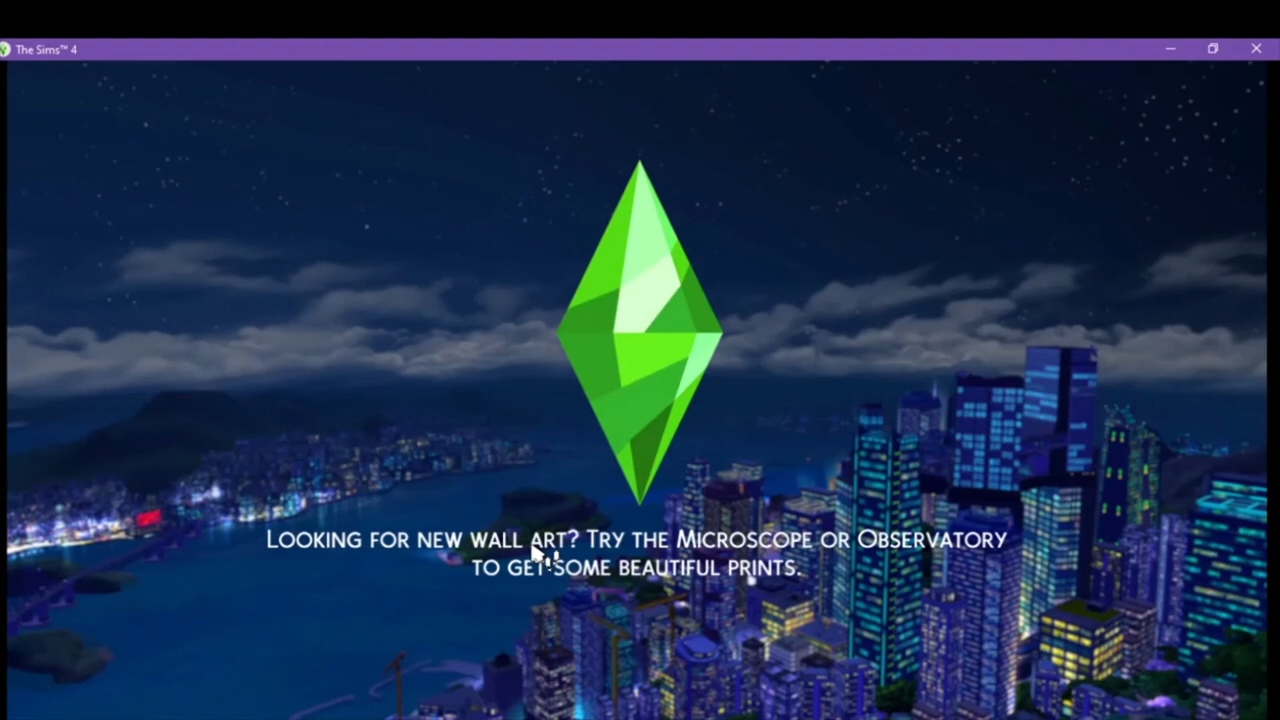 The Sims™ 4
Looking for new wall art? Try the Microscope or Observatory
to get some beautiful prints.